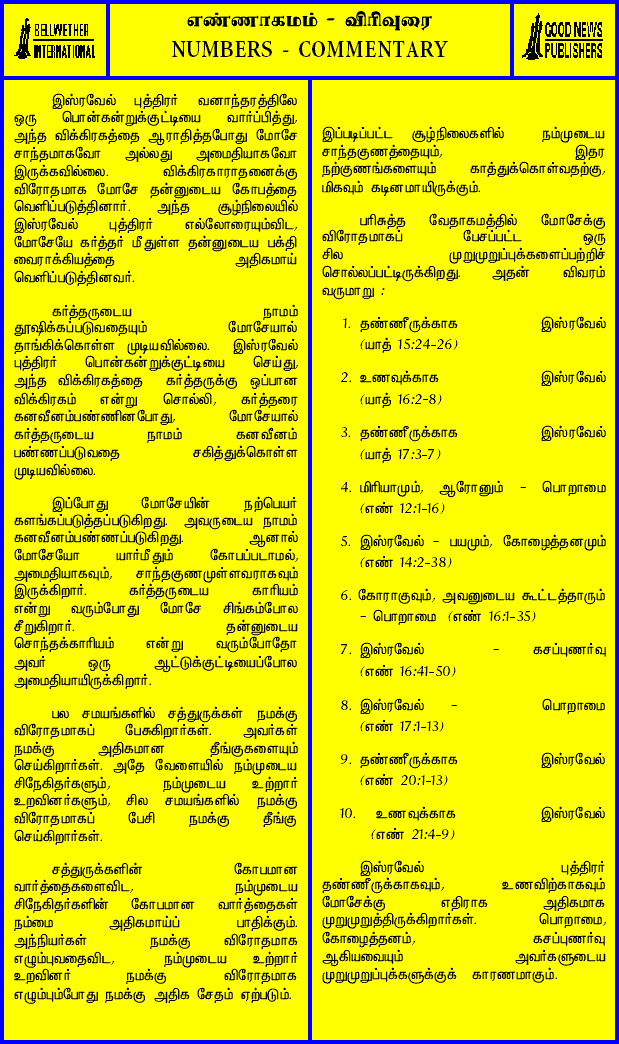 BELLWETHER
INTERNATIONAL
எண்ணாகமம் - விரிவுரை
NUMBERS - COMMENTARY
GOOD NEWS
PUBLISHERS
இஸ்ரவேல் புத்திரர் வனாந்தரத்திலே
ஒரு பொன்கன்றுக்குட்டியை வார்ப்பித்து,
அந்த விக்கிரகத்தை ஆராதித்தபோது மோசே
சாந்தமாகவோ அல்லது அமைதியாகவோ
இருக்கவில்லை. விக்கிரகாராதனைக்கு
விரோதமாக மோசே தன்னுடைய கோபத்தை
வெளிப்படுத்தினார். அந்த சூழ்நிலையில்
இஸ்ரவேல் புத்திரர் எல்லோரையும்விட,
மோசேயே கர்த்தர் மீதுள்ள தன்னுடைய பக்தி
வைராக்கியத்தை அதிகமாய்
வெளிப்படுத்தினவர்.
கர்த்தருடைய நாமம்
தூஷிக்கப்படுவதையும் மோசேயால்
தாங்கிக்கொள்ள முடியவில்லை. இஸ்ரவேல்
புத்திரர் பொன்கன்றுக்குட்டியை செய்து,
அந்த விக்கிரகத்தை கர்த்தருக்கு ஒப்பான
விக்கிரகம் என்று சொல்லி, கர்த்தரை
கனவீனம்பண்ணினபோது, மோசேயால்
கர்த்தருடைய நாமம் கனவீனம்
பண்ணப்படுவதை சகித்துக்கொள்ள
முடியவில்லை.
இப்போது மோசேயின் நற்பெயர்
களங்கப்படுத்தப்படுகிறது. அவருடைய நாமம்
கனவீனம்பண்ணப்படுகிறது. ஆனால்
மோசேயோ யார்மீதும் கோபப்படாமல்,
அமைதியாகவும், சாந்தகுணமுள்ளவராகவும்
இருக்கிறார். கர்த்தருடைய காரியம்
என்று வரும்போது மோசே சிங்கம்போல
சீறுகிறார். தன்னுடைய
சொந்தக்காரியம் என்று வரும்போதோ
அவர் ஒரு ஆட்டுக்குட்டியைப்போல
அமைதியாயிருக்கிறார்.
பல சமயங்களில் சத்துருக்கள் நமக்கு
விரோதமாகப் பேசுகிறார்கள். அவர்கள்
நமக்கு அதிகமான தீங்குகளையும்
செய்கிறார்கள். அதே வேளையில் நம்முடைய
சிநேகிதர்களும், நம்முடைய உற்றார்
உறவினர்களும், சில சமயங்களில் நமக்கு
விரோதமாகப் பேசி நமக்கு தீங்கு
செய்கிறார்கள்.
சத்துருக்களின் கோபமான
வார்த்தைகளைவிட, நம்முடைய
சிநேகிதர்களின் கோபமான வார்த்தைகள்
நம்மை அதிகமாய்ப் பாதிக்கும்.
அந்நியர்கள் நமக்கு விரோதமாக
எழும்புவதைவிட, நம்முடைய உற்றார்
உறவினர் நமக்கு விரோதமாக
எழும்பும்போது நமக்கு அதிக சேதம் ஏற்படும்.
இப்படிப்பட்ட சூழ்நிலைகளில் நம்முடைய
சாந்தகுணத்தையும், இதர
நற்குணங்களையும் காத்துக்கொள்வதற்கு,
மிகவும் கடினமாயிருக்கும்.
பரிசுத்த வேதாகமத்தில் மோசேக்கு
விரோதமாகப் பேசப்பட்ட ஒரு
சில முறுமுறுப்புக்களைப்பற்றிச்
சொல்லப்பட்டிருக்கிறது. அதன் விவரம்
வருமாறு :
1. தண்ணீருக்காக இஸ்ரவேல்
(யாத் 15:24-26)
2. உணவுக்காக இஸ்ரவேல்
(யாத் 16:2-8)
3. தண்ணீருக்காக இஸ்ரவேல்
(யாத் 17:3-7)
4. மிரியாமும், ஆரோனும் - பொறாமை
(எண் 12:1-16)
5. இஸ்ரவேல் - பயமும், கோழைத்தனமும்
(எண் 14:2-38)
6. கோராகுவும், அவனுடைய கூட்டத்தாரும்
- பொறாமை (எண் 16:1-35)
7. இஸ்ரவேல் - கசப்புணர்வு
(எண் 16:41-50)
8. இஸ்ரவேல் - பொறாமை
(எண் 17:1-13)
9. தண்ணீருக்காக இஸ்ரவேல்
(எண் 20:1-13)
10. உணவுக்காக இஸ்ரவேல்
(எண் 21:4-9)
இஸ்ரவேல் புத்திரர்
தண்ணீருக்காகவும், உணவிற்காகவும்
மோசேக்கு எதிராக அதிகமாக
முறுமுறுத்திருக்கிறார்கள். பொறாமை,
கோழைத்தனம், கசப்புணர்வு
ஆகியவையும் அவர்களுடைய
முறுமுறுப்புக்களுக்குக் காரணமாகும்.